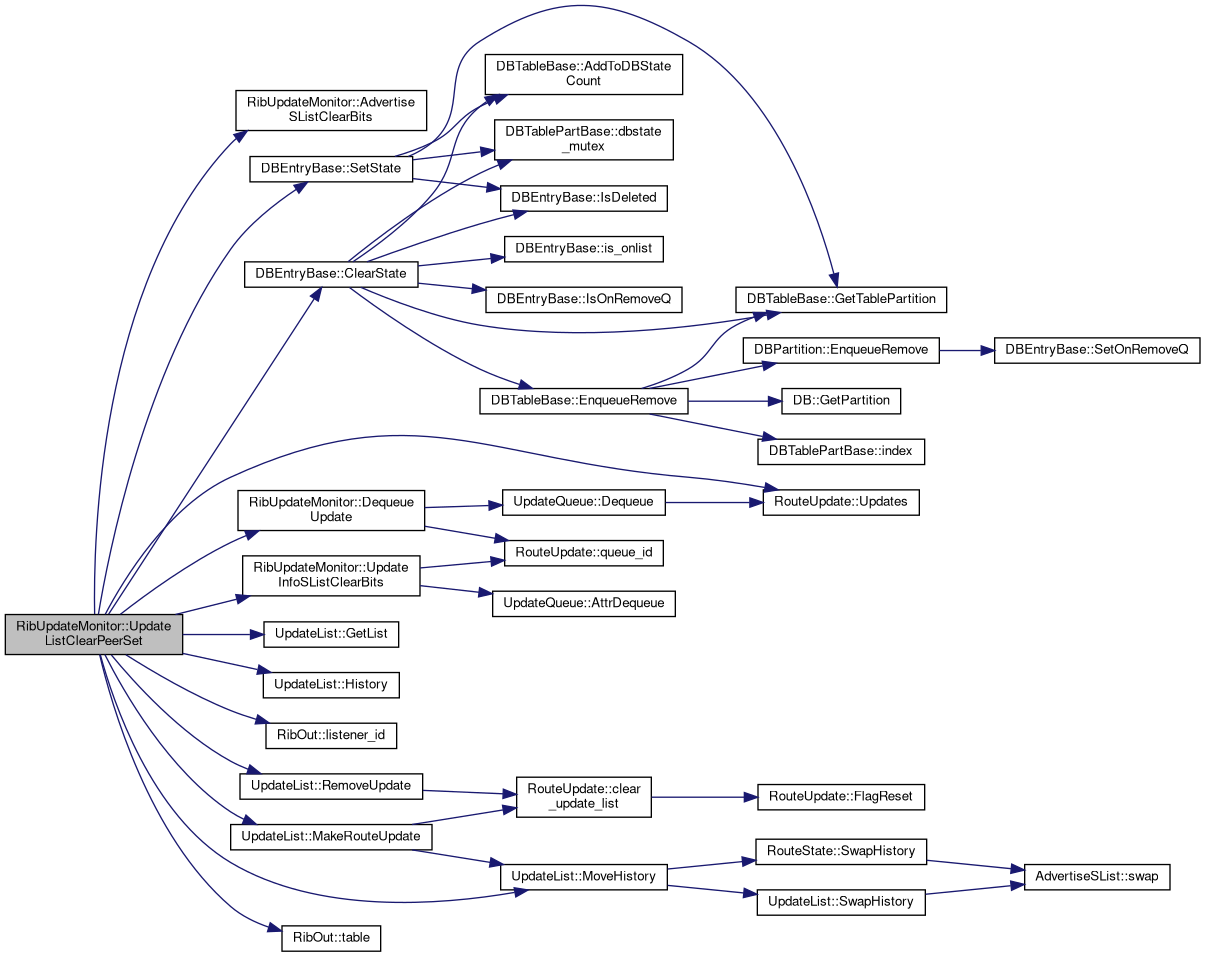 DBTableBase::AddToDBState
Count
RibUpdateMonitor::Advertise
SListClearBits
DBTablePartBase::dbstate
_mutex
DBEntryBase::SetState
DBEntryBase::IsDeleted
DBEntryBase::is_onlist
DBEntryBase::ClearState
DBEntryBase::IsOnRemoveQ
DBTableBase::GetTablePartition
DBPartition::EnqueueRemove
DBEntryBase::SetOnRemoveQ
DBTableBase::EnqueueRemove
DB::GetPartition
DBTablePartBase::index
RibUpdateMonitor::Dequeue
Update
UpdateQueue::Dequeue
RouteUpdate::Updates
RouteUpdate::queue_id
RibUpdateMonitor::Update
InfoSListClearBits
UpdateQueue::AttrDequeue
RibUpdateMonitor::Update
ListClearPeerSet
UpdateList::GetList
UpdateList::History
RibOut::listener_id
UpdateList::RemoveUpdate
RouteUpdate::clear
_update_list
RouteUpdate::FlagReset
UpdateList::MakeRouteUpdate
RouteState::SwapHistory
UpdateList::MoveHistory
AdvertiseSList::swap
UpdateList::SwapHistory
RibOut::table